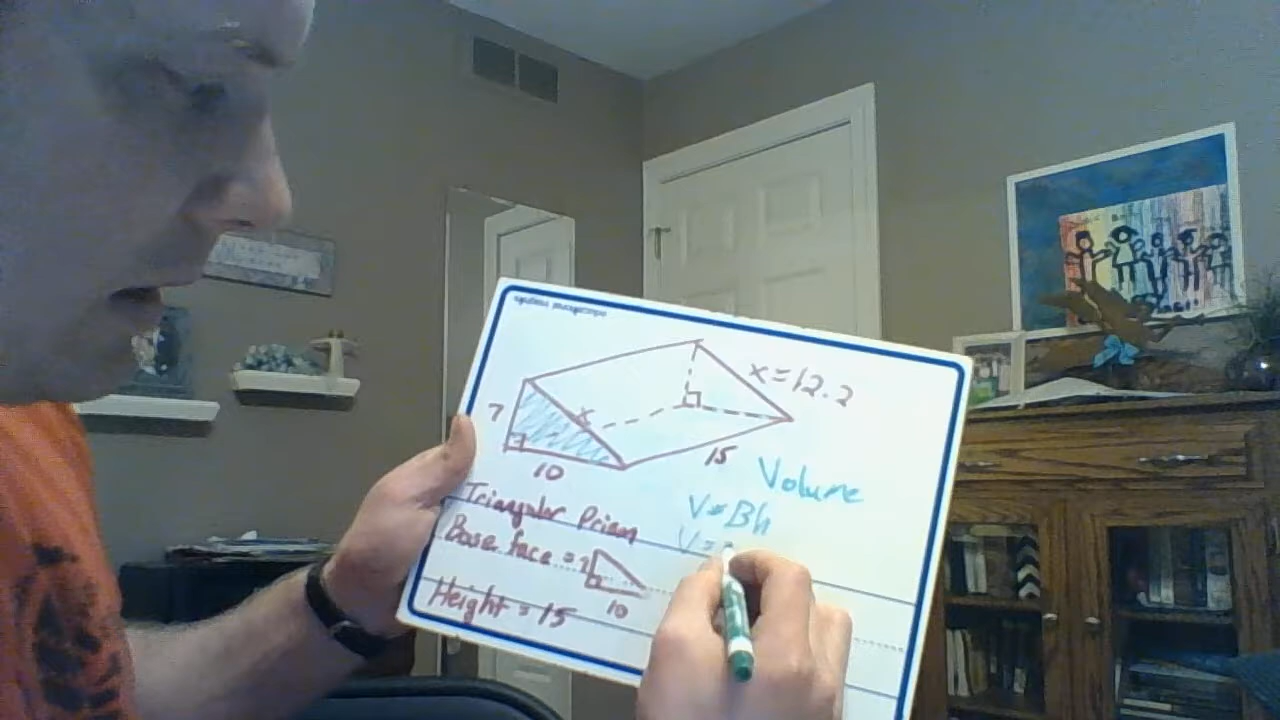 x=12.2
7
x
10
15
Volume
V=Bh
V=
Triangular Prism
Base face = 7
10
Height = 15